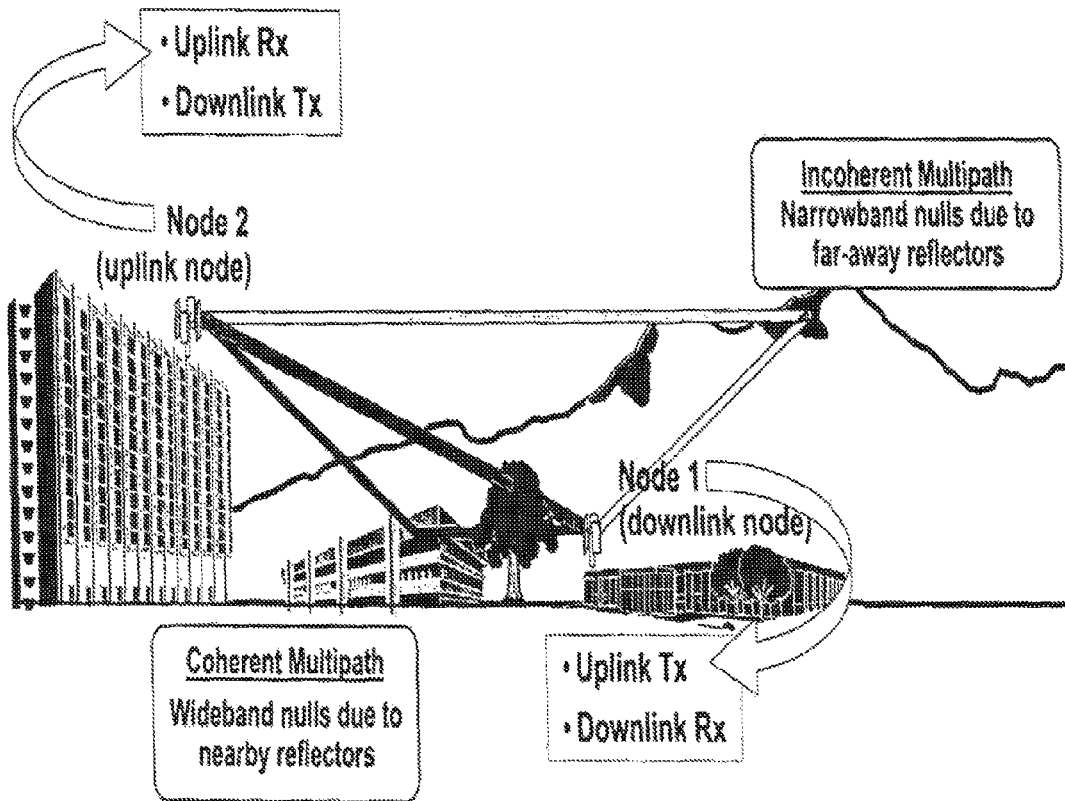 • Uplink Rx
• Downlink Tx
Node 2
(uplink node)
Incoherent Multipath
Narrowband nulls due to
far-away reflectors
Node 1
(downlink node)
Coherent Multipath
Wideband nulls due to
nearby reflectors
• Uplink Tx
• Downlink Rx